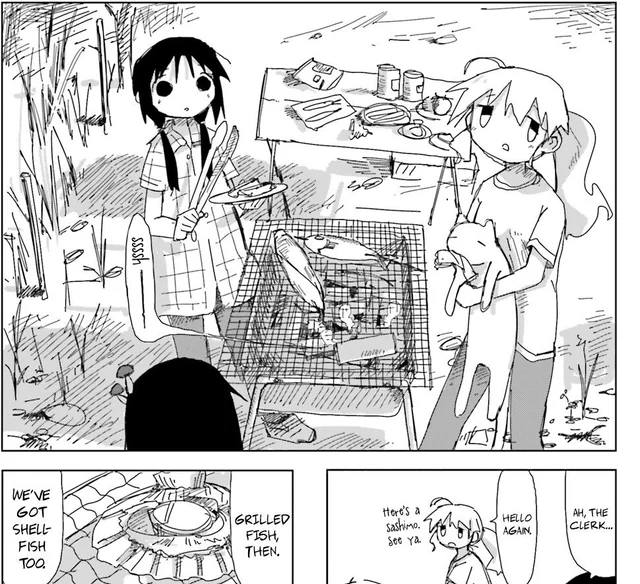 SSSSH
AH, THE
CLERK...
HELLO
AGAIN.
Here's a
sashimo.
See ya.
GRILLED
FISH,
THEN.
WE'VE
GOT
SHELL-
FISH
TOO.